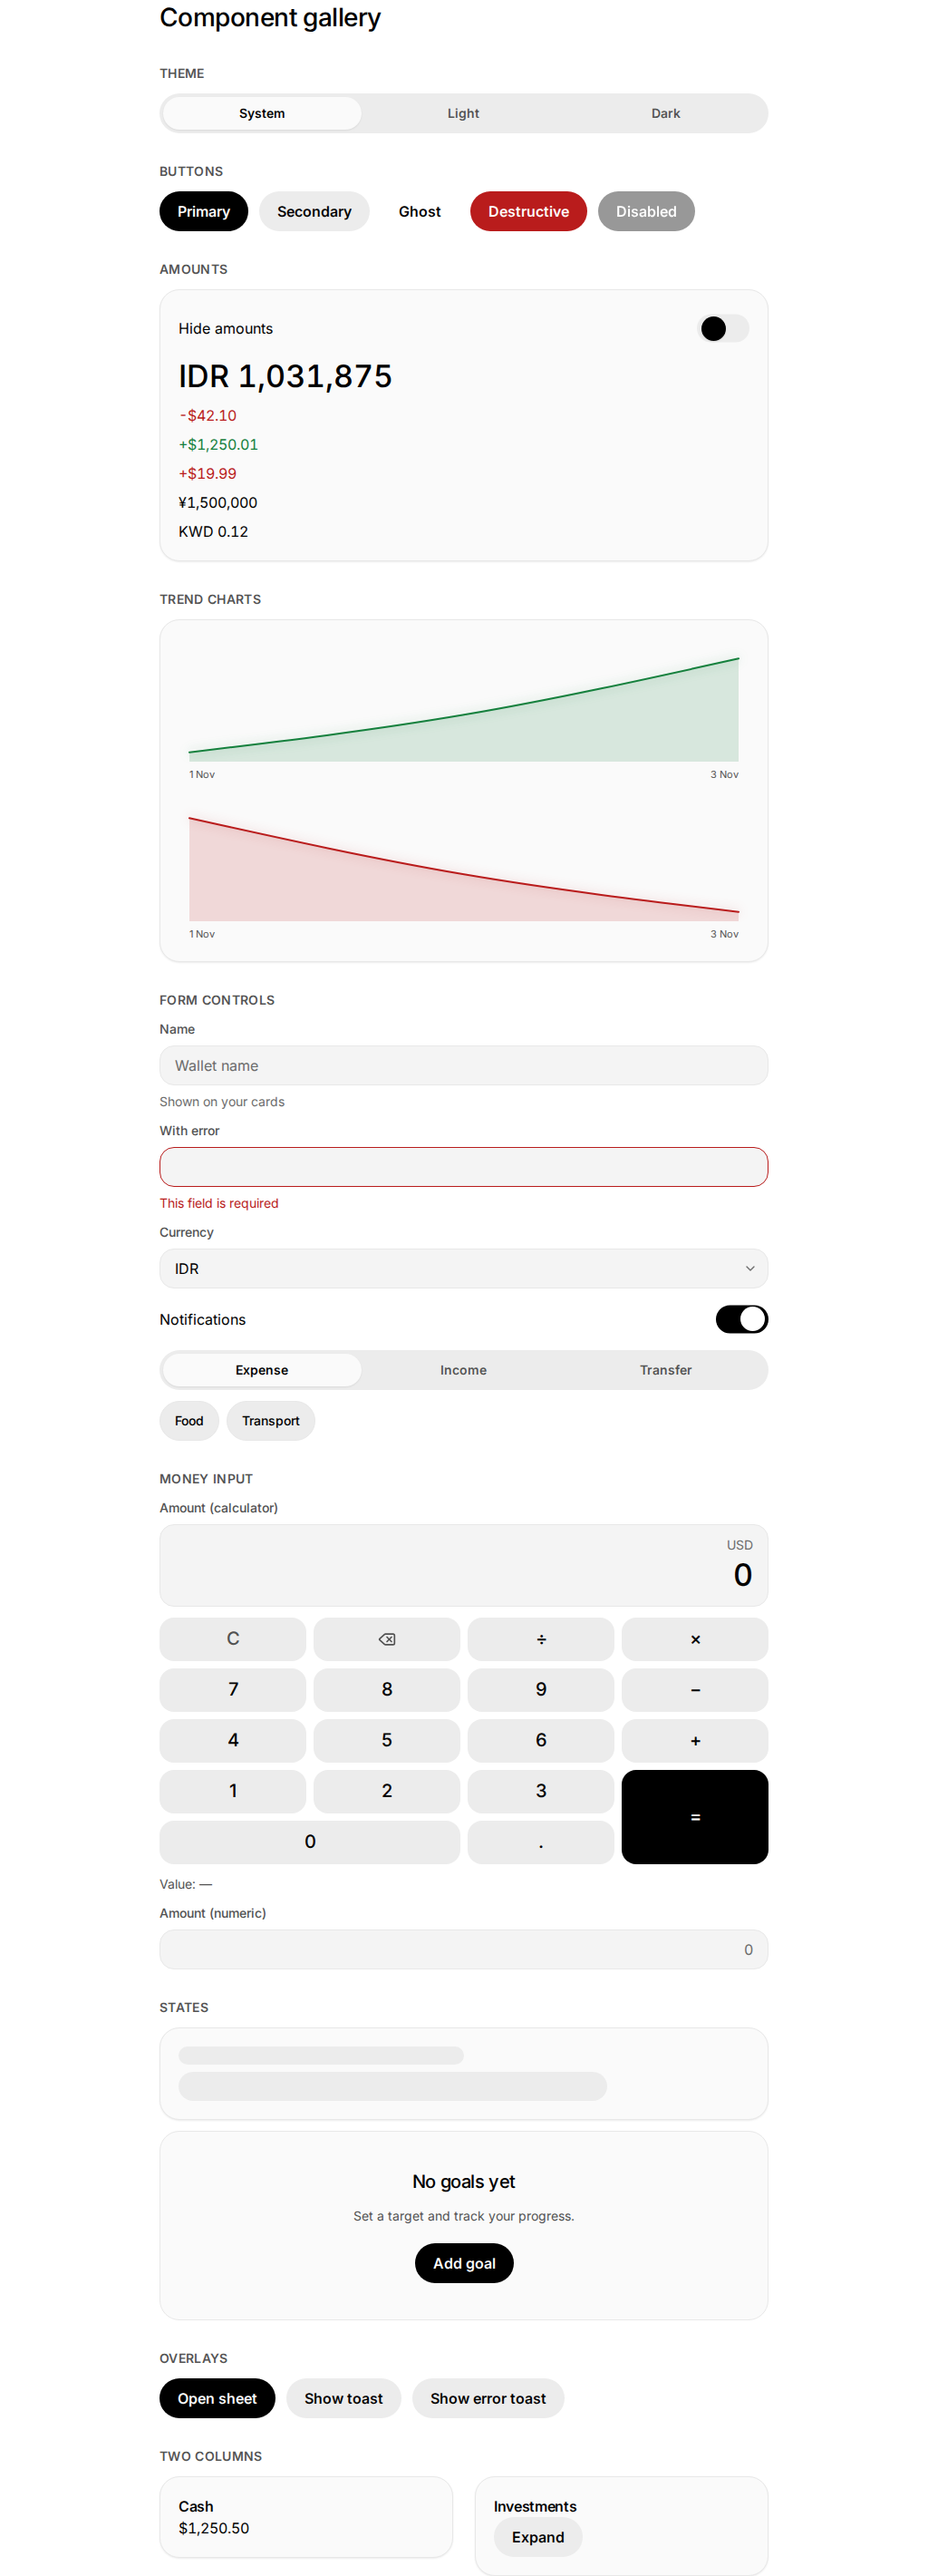 Component gallery
THEME
System Light Dark
BUTTONS
Primary Secondary Ghost Destructive Disabled
AMOUNTS
Hide amounts
IDR 1,031,875
-$42.10
+$1,250.01
+$19.99
¥1,500,000
KWD 0.12
TREND CHARTS
1 Nov 3 Nov
1 Nov 3 Nov
FORM CONTROLS
Name
Wallet name
Shown on your cards
With error
This field is required
Currency
IDR
Notifications
Expense Income Transfer
Food Transport
MONEY INPUT
Amount (calculator)
USD
0
C ÷ ×
7 8 9 −
4 5 6 +
1 2 3 =
0 .
Value: —
Amount (numeric)
0
STATES
No goals yet
Set a target and track your progress.
Add goal
OVERLAYS
Open sheet Show toast Show error toast
TWO COLUMNS
Cash
$1,250.50
Investments
Expand